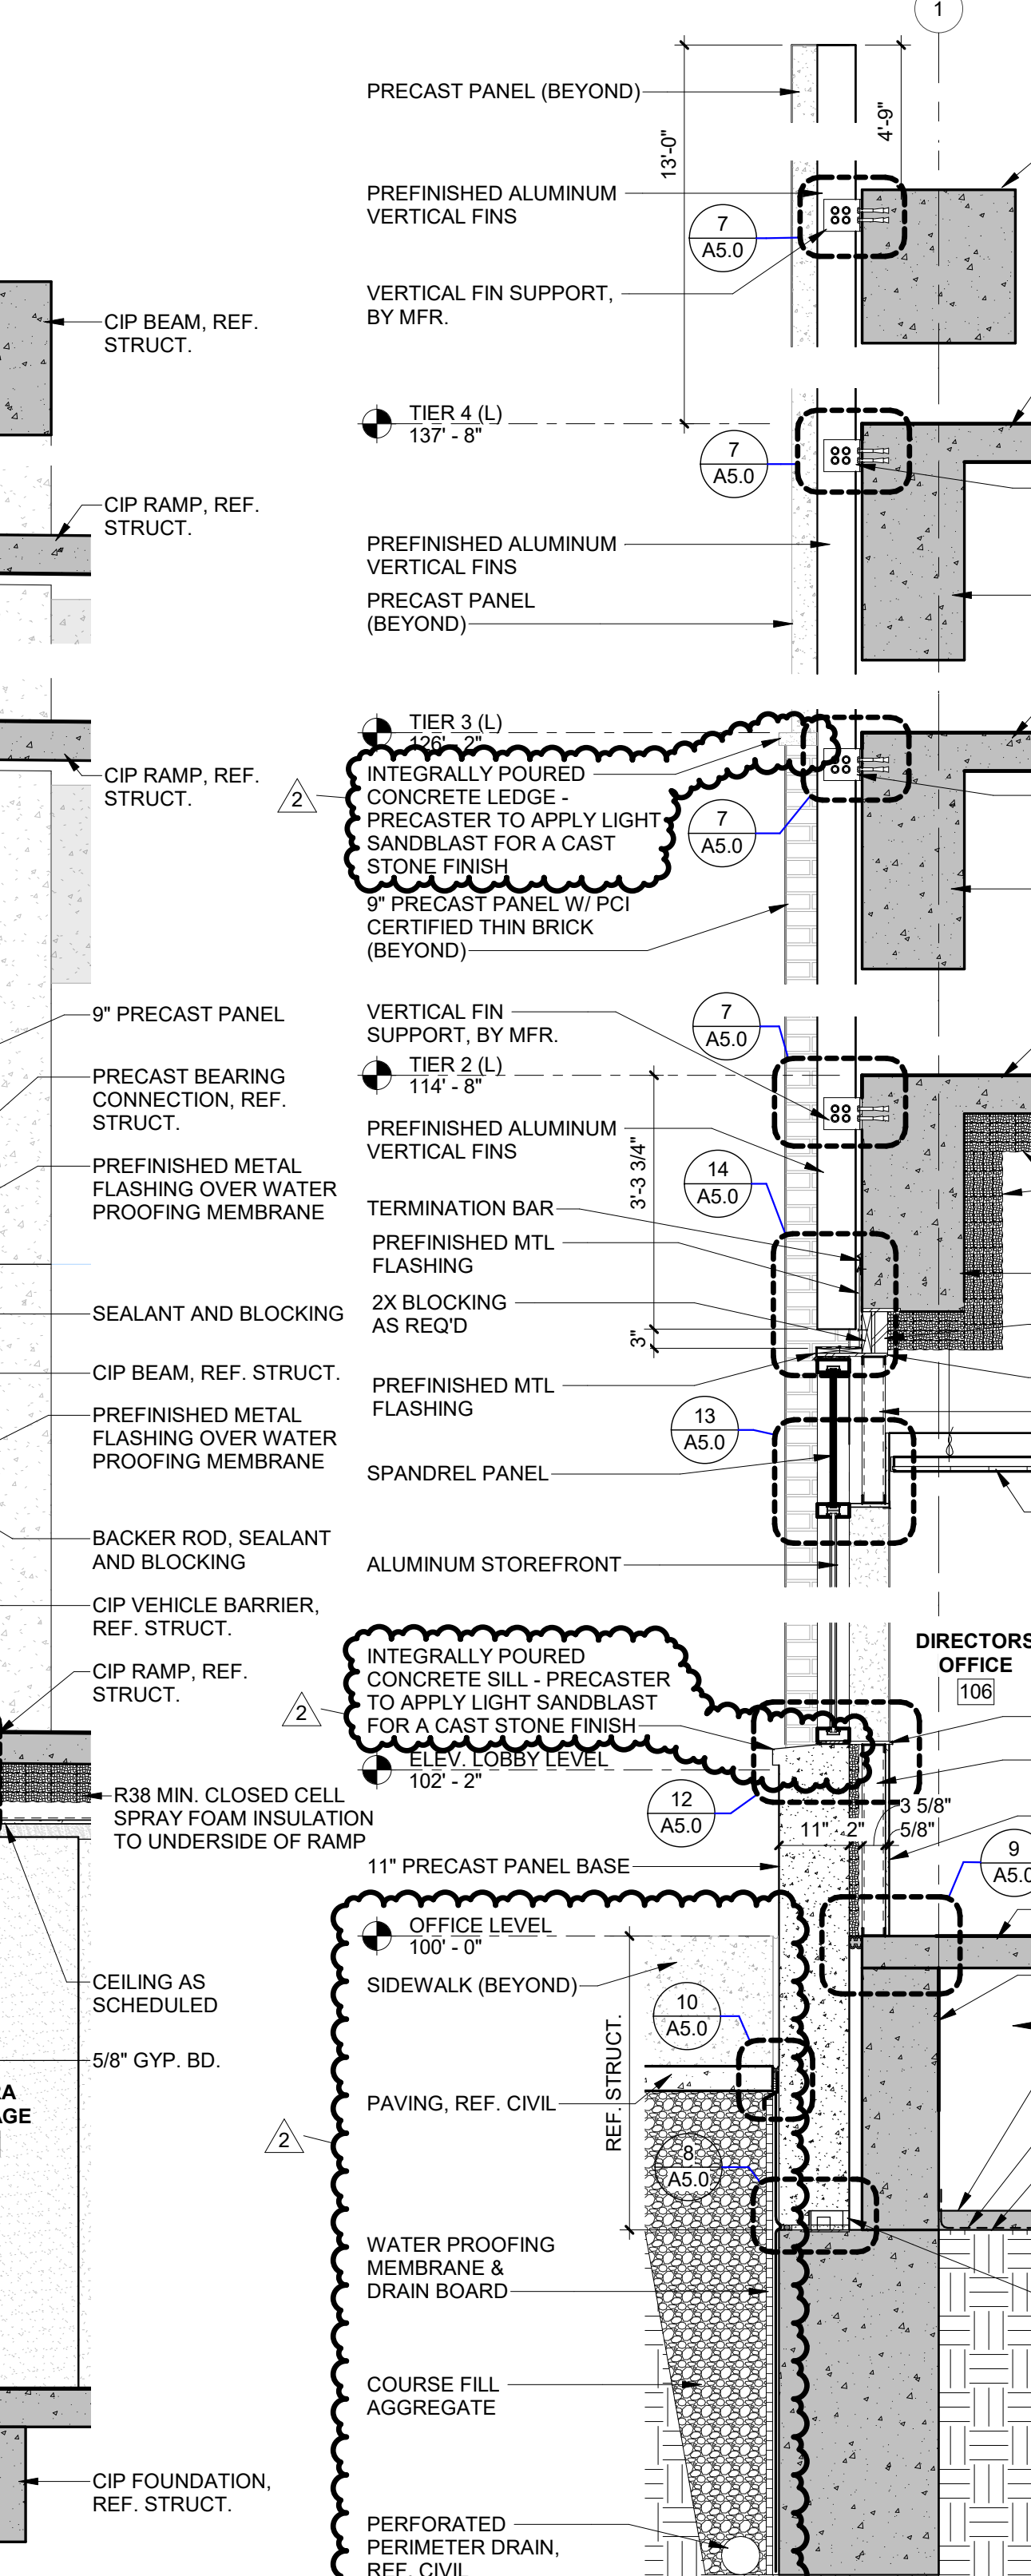 1
PRECAST PANEL (BEYOND)
13'-0"
4'-9"
PREFINISHED ALUMINUM
VERTICAL FINS
7
A5.0
VERTICAL FIN SUPPORT,
BY MFR.
TIER 4 (L)
137' - 8"
7
A5.0
PREFINISHED ALUMINUM
VERTICAL FINS
PRECAST PANEL
(BEYOND)
TIER 3 (L)
126' - 2"
2
INTEGRALLY POURED
CONCRETE LEDGE -
PRECASTER TO APPLY LIGHT
SANDBLAST FOR A CAST
STONE FINISH
7
A5.0
9" PRECAST PANEL W/ PCI
CERTIFIED THIN BRICK
(BEYOND)
VERTICAL FIN
SUPPORT, BY MFR.
7
A5.0
TIER 2 (L)
114' - 8"
PREFINISHED ALUMINUM
VERTICAL FINS
3'-3 3/4"
14
A5.0
TERMINATION BAR
PREFINISHED MTL
FLASHING
2X BLOCKING
AS REQ'D
3"
PREFINISHED MTL
FLASHING
13
A5.0
SPANDREL PANEL
ALUMINUM STOREFRONT
DIRECTORS
OFFICE
106
2
INTEGRALLY POURED
CONCRETE SILL - PRECASTER
TO APPLY LIGHT SANDBLAST
FOR A CAST STONE FINISH
ELEV. LOBBY LEVEL
102' - 2"
12
A5.0
11"
2"
3 5/8"
5/8"
9
A5.0
11" PRECAST PANEL BASE
OFFICE LEVEL
100' - 0"
SIDEWALK (BEYOND)
10
A5.0
REF. STRUCT.
PAVING, REF. CIVIL
2
8
A5.0
WATER PROOFING
MEMBRANE &
DRAIN BOARD
COURSE FILL
AGGREGATE
PERFORATED
PERIMETER DRAIN,
REF. CIVIL
CIP BEAM, REF.
STRUCT.
CIP RAMP, REF.
STRUCT.
CIP RAMP, REF.
STRUCT.
9" PRECAST PANEL
PRECAST BEARING
CONNECTION, REF.
STRUCT.
PREFINISHED METAL
FLASHING OVER WATER
PROOFING MEMBRANE
SEALANT AND BLOCKING
CIP BEAM, REF. STRUCT.
PREFINISHED METAL
FLASHING OVER WATER
PROOFING MEMBRANE
BACKER ROD, SEALANT
AND BLOCKING
CIP VEHICLE BARRIER,
REF. STRUCT.
CIP RAMP, REF.
STRUCT.
R38 MIN. CLOSED CELL
SPRAY FOAM INSULATION
TO UNDERSIDE OF RAMP
CEILING AS
SCHEDULED
5/8" GYP. BD.
CIP FOUNDATION,
REF. STRUCT.